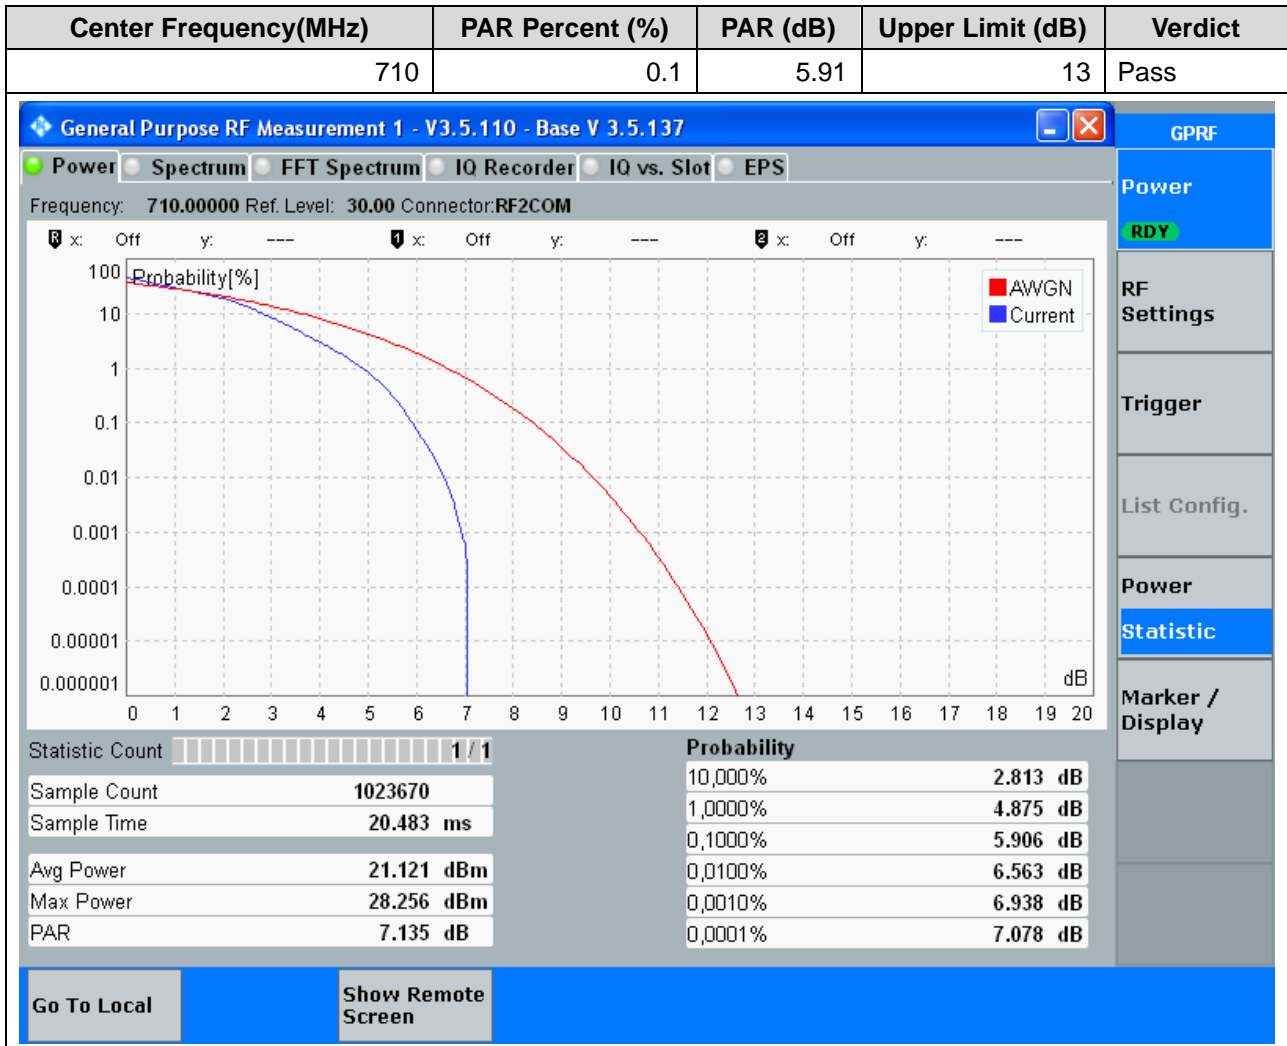 Center Frequency(MHz) PAR Percent (%) PAR (dB) Upper Limit (dB) Verdict
710 0.1 5.91 13 Pass
General Purpose RF Measurement 1 - V3.5.110 - Base V 3.5.137
GPRF
Power Spectrum FFT Spectrum IQ Recorder IQ vs. Slot EPS
Frequency: 710.00000 Ref. Level: 30.00 Connector:RF2COM
R x: Off y: --- 1 x: Off y: --- 2 x: Off y: ---
Probability[%]
100
10
1
0.1
0.01
0.001
0.0001
0.00001
0.000001
AWGN
Current
dB
0 1 2 3 4 5 6 7 8 9 10 11 12 13 14 15 16 17 18 19 20
Statistic Count 1 / 1
Sample Count 1023670
Sample Time 20.483 ms
Avg Power 21.121 dBm
Max Power 28.256 dBm
PAR 7.135 dB
Probability
10,000% 2.813 dB
1,0000% 4.875 dB
0,1000% 5.906 dB
0,0100% 6.563 dB
0,0010% 6.938 dB
0,0001% 7.078 dB
Power
RDY
RF
Settings
Trigger
List Config.
Power
Statistic
Marker /
Display
Go To Local
Show Remote
Screen